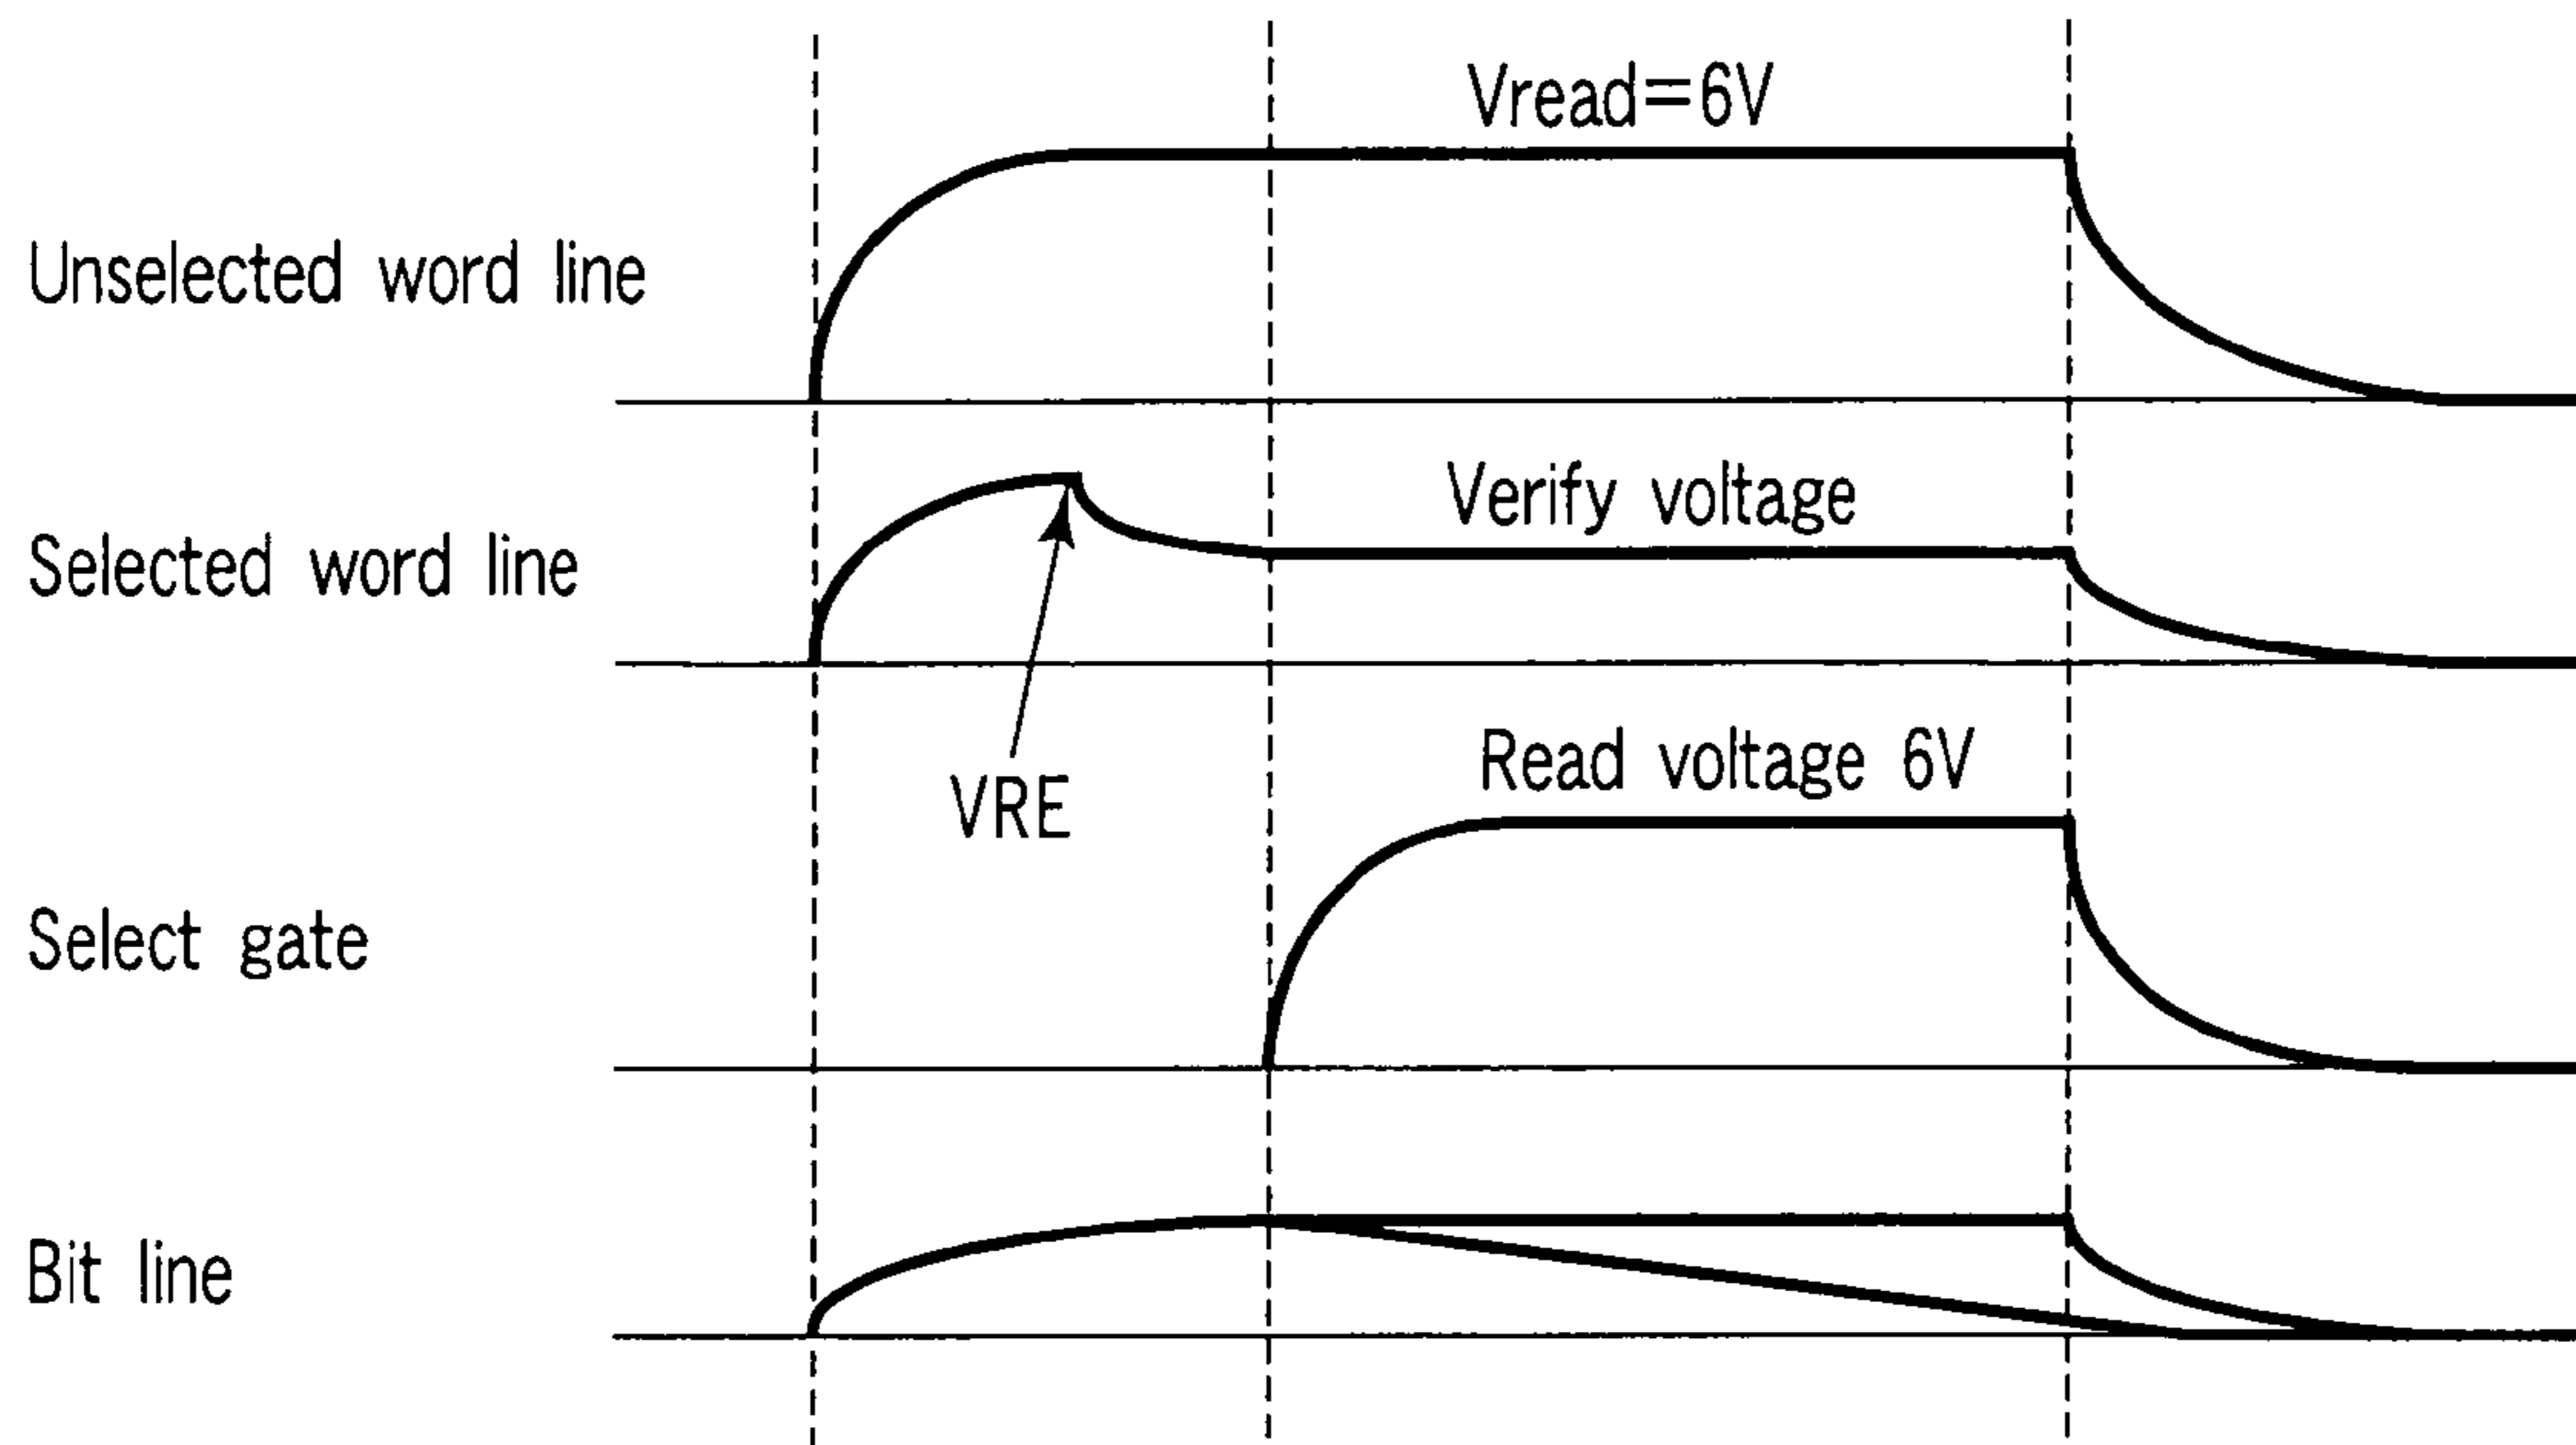 Vread=6V
Unselected word line
Verify voltage
Selected word line
Read voltage 6V
VRE
Select gate
Bit line